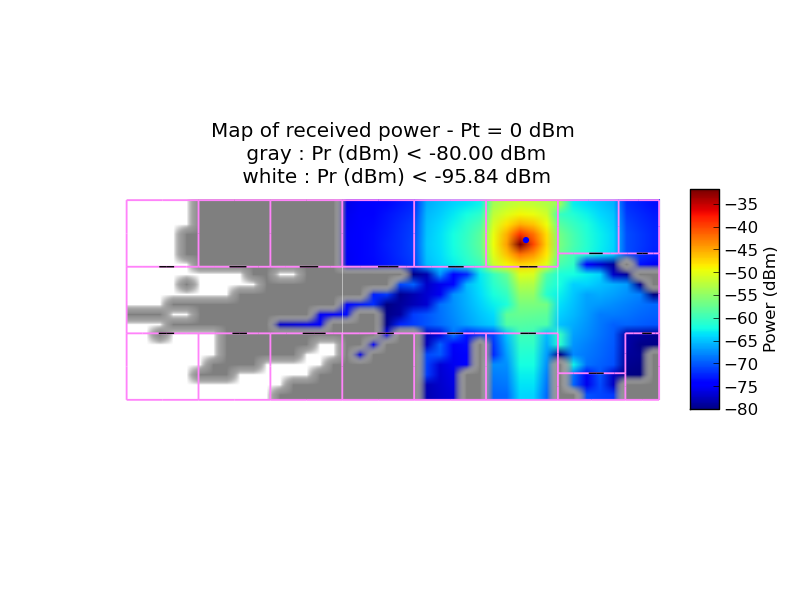 Map of received power - Pt = 0 dBm
gray : Pr (dBm) < -80.00 dBm
white : Pr (dBm) < -95.84 dBm
−35
−40
−45
−50
−55
−60
−65
−70
−75
−80
Power (dBm)